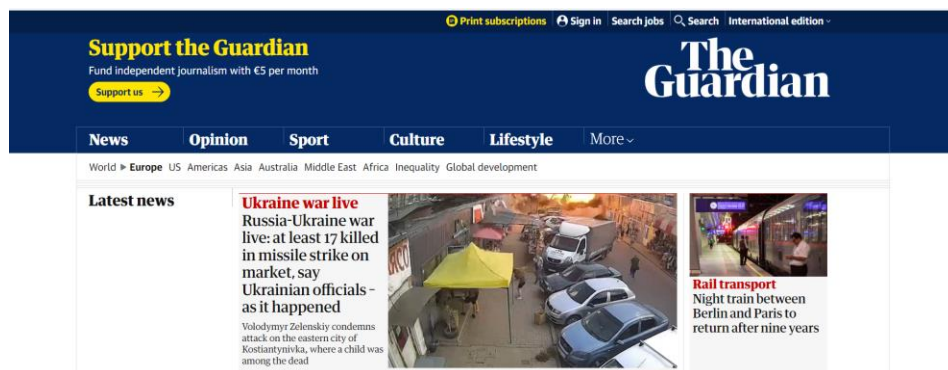 Print subscriptions Sign in Search jobs Search International edition
Support the Guardian
Fund independent journalism with €5 per month
Support us
The
Guardian
News Opinion Sport Culture Lifestyle More
World Europe US Americas Asia Australia Middle East Africa Inequality Global development
Latest news
Ukraine war live
Russia-Ukraine war
live: at least 17 killed
in missile strike on
market, say
Ukrainian officials –
as it happened
Volodymyr Zelenskiy condemns
attack on the eastern city of
Kostiantynivka, where a child was
among the dead
Rail transport
Night train between
Berlin and Paris to
return after nine years